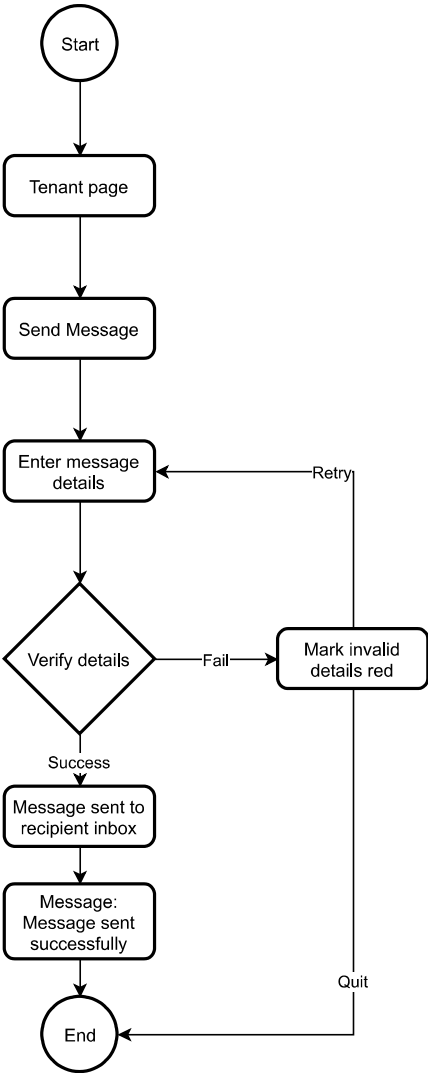 Start
Tenant page
Send Message
Enter message
details
Retry
Verify details
Fail
Mark invalid
details red
Success
Message sent to
recipient inbox
Message:
Message sent
successfully
Quit
End